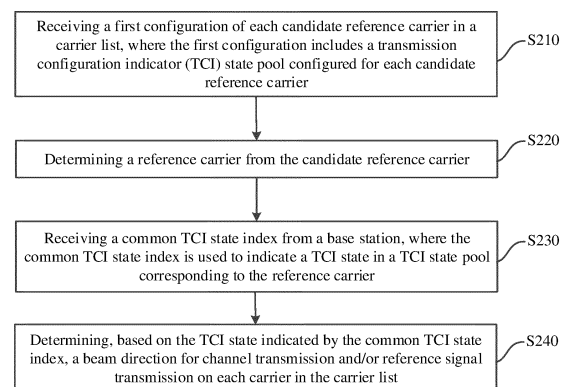 Receiving a first configuration of each candidate reference carrier in a
carrier list, where the first configuration includes a transmission
configuration indicator (TCI) state pool configured for each candidate
reference carrier
S210
Determining a reference carrier from the candidate reference carrier
S220
Receiving a common TCI state index from a base station, where the
common TCI state index is used to indicate a TCI state in a TCI state pool
corresponding to the reference carrier
S230
Determining, based on the TCI state indicated by the common TCI state
index, a beam direction for channel transmission and/or reference signal
transmission on each carrier in the carrier list
S240